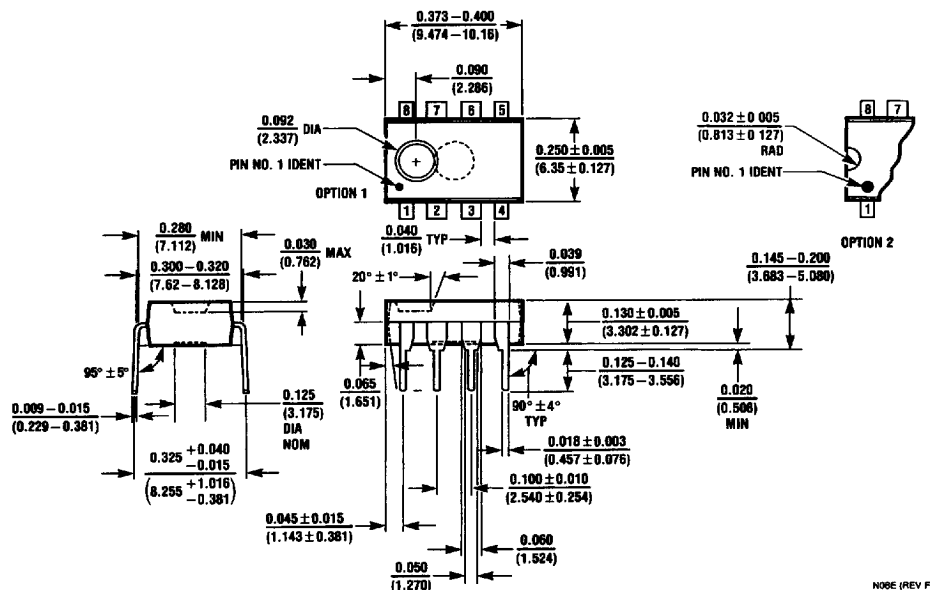 0.373–0.400
(9.474–10.16)
0.090
(2.286)
8 7 6 5
0.092 DIA
(2.337)
PIN NO. 1 IDENT
OPTION 1
1 2 3 4
0.250 ± 0.005
(6.35 ± 0.127)
8 7
0.032 ± 0 005
(0.813 ± 0 127)
RAD
PIN NO. 1 IDENT
1
OPTION 2
0.280 MIN
(7.112)
0.300–0.320
(7.62–8.128)
0.030 MAX
(0.762)
95° ± 5°
0.009–0.015
(0.229–0.381)
0.125
(3.175)
DIA
NOM
0.325 +0.040
−0.015
(8.255 +1.016
−0.381)
0.040 TYP
(1.016)
20° ± 1°
0.039
(0.991)
0.145–0.200
(3.683–5.080)
0.130 ± 0.005
(3.302 ± 0.127)
0.125–0.140
(3.175–3.556)
0.020
(0.506)
MIN
0.065
(1.651)
90° ± 4°
TYP
0.018 ± 0.003
(0.457 ± 0.076)
0.100 ± 0.010
(2.540 ± 0.254)
0.045 ± 0.015
(1.143 ± 0.381)
0.060
(1.524)
0.050
(1.270)
N08E (REV F